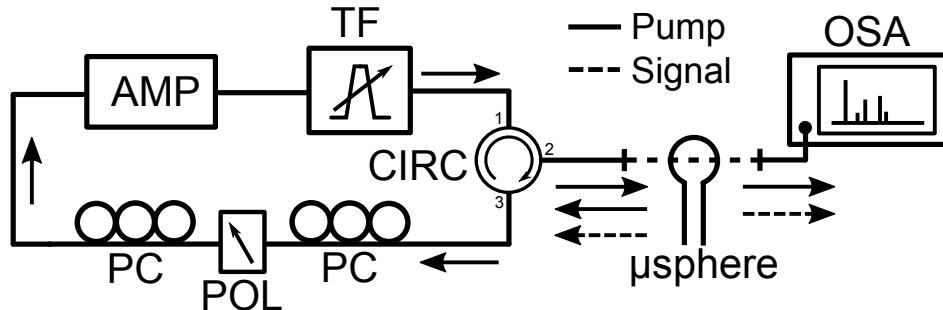 TF
Pump
OSA
AMP
Signal
1
CIRC
2
3
PC
POL
PC
µsphere